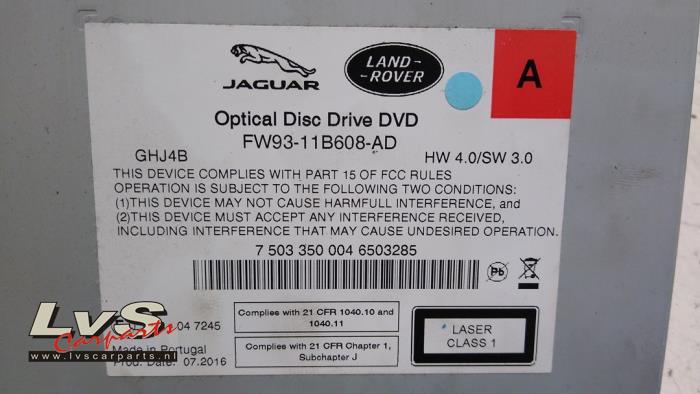 JAGUAR
LAND
ROVER
A
Optical Disc Drive DVD
FW93-11B608-AD
GHJ4B
HW 4.0/SW 3.0
THIS DEVICE COMPLIES WITH PART 15 OF FCC RULES
OPERATION IS SUBJECT TO THE FOLLOWING TWO CONDITIONS:
(1)THIS DEVICE MAY NOT CAUSE HARMFULL INTERFERENCE, and
(2)THIS DEVICE MUST ACCEPT ANY INTERFERENCE RECEIVED,
INCLUDING INTERFERENCE THAT MAY CAUSE UNDESIRED OPERATION.
7 503 350 004 6503285
Pb
04 7245
Made in Portugal
Prod. Date: 07.2016
Complies with 21 CFR 1040.10 and
1040.11
Complies with 21 CFR Chapter 1,
Subchapter J
LASER
CLASS 1
LvS
Carparts
www.lvscarparts.nl